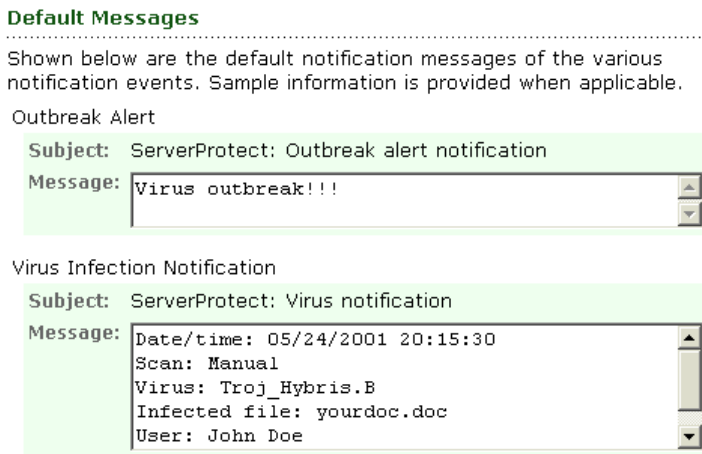 Default Messages
Shown below are the default notification messages of the various
notification events. Sample information is provided when applicable.
Outbreak Alert
Subject: ServerProtect: Outbreak alert notification
Message: Virus outbreak!!!
Virus Infection Notification
Subject: ServerProtect: Virus notification
Message: Date/time: 05/24/2001 20:15:30
Scan: Manual
Virus: Troj_Hybris.B
Infected file: yourdoc.doc
User: John Doe